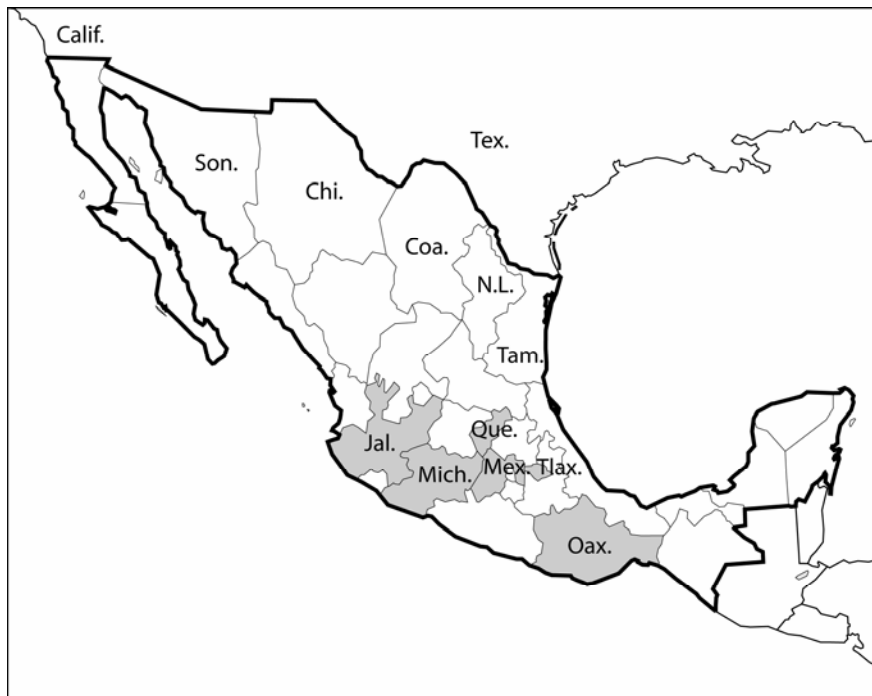 Calif.
Tex.
Son.
Chi.
Coa.
N.L.
Tam.
Jal.
Que.
Mich.
Mex.
Tlax.
Oax.